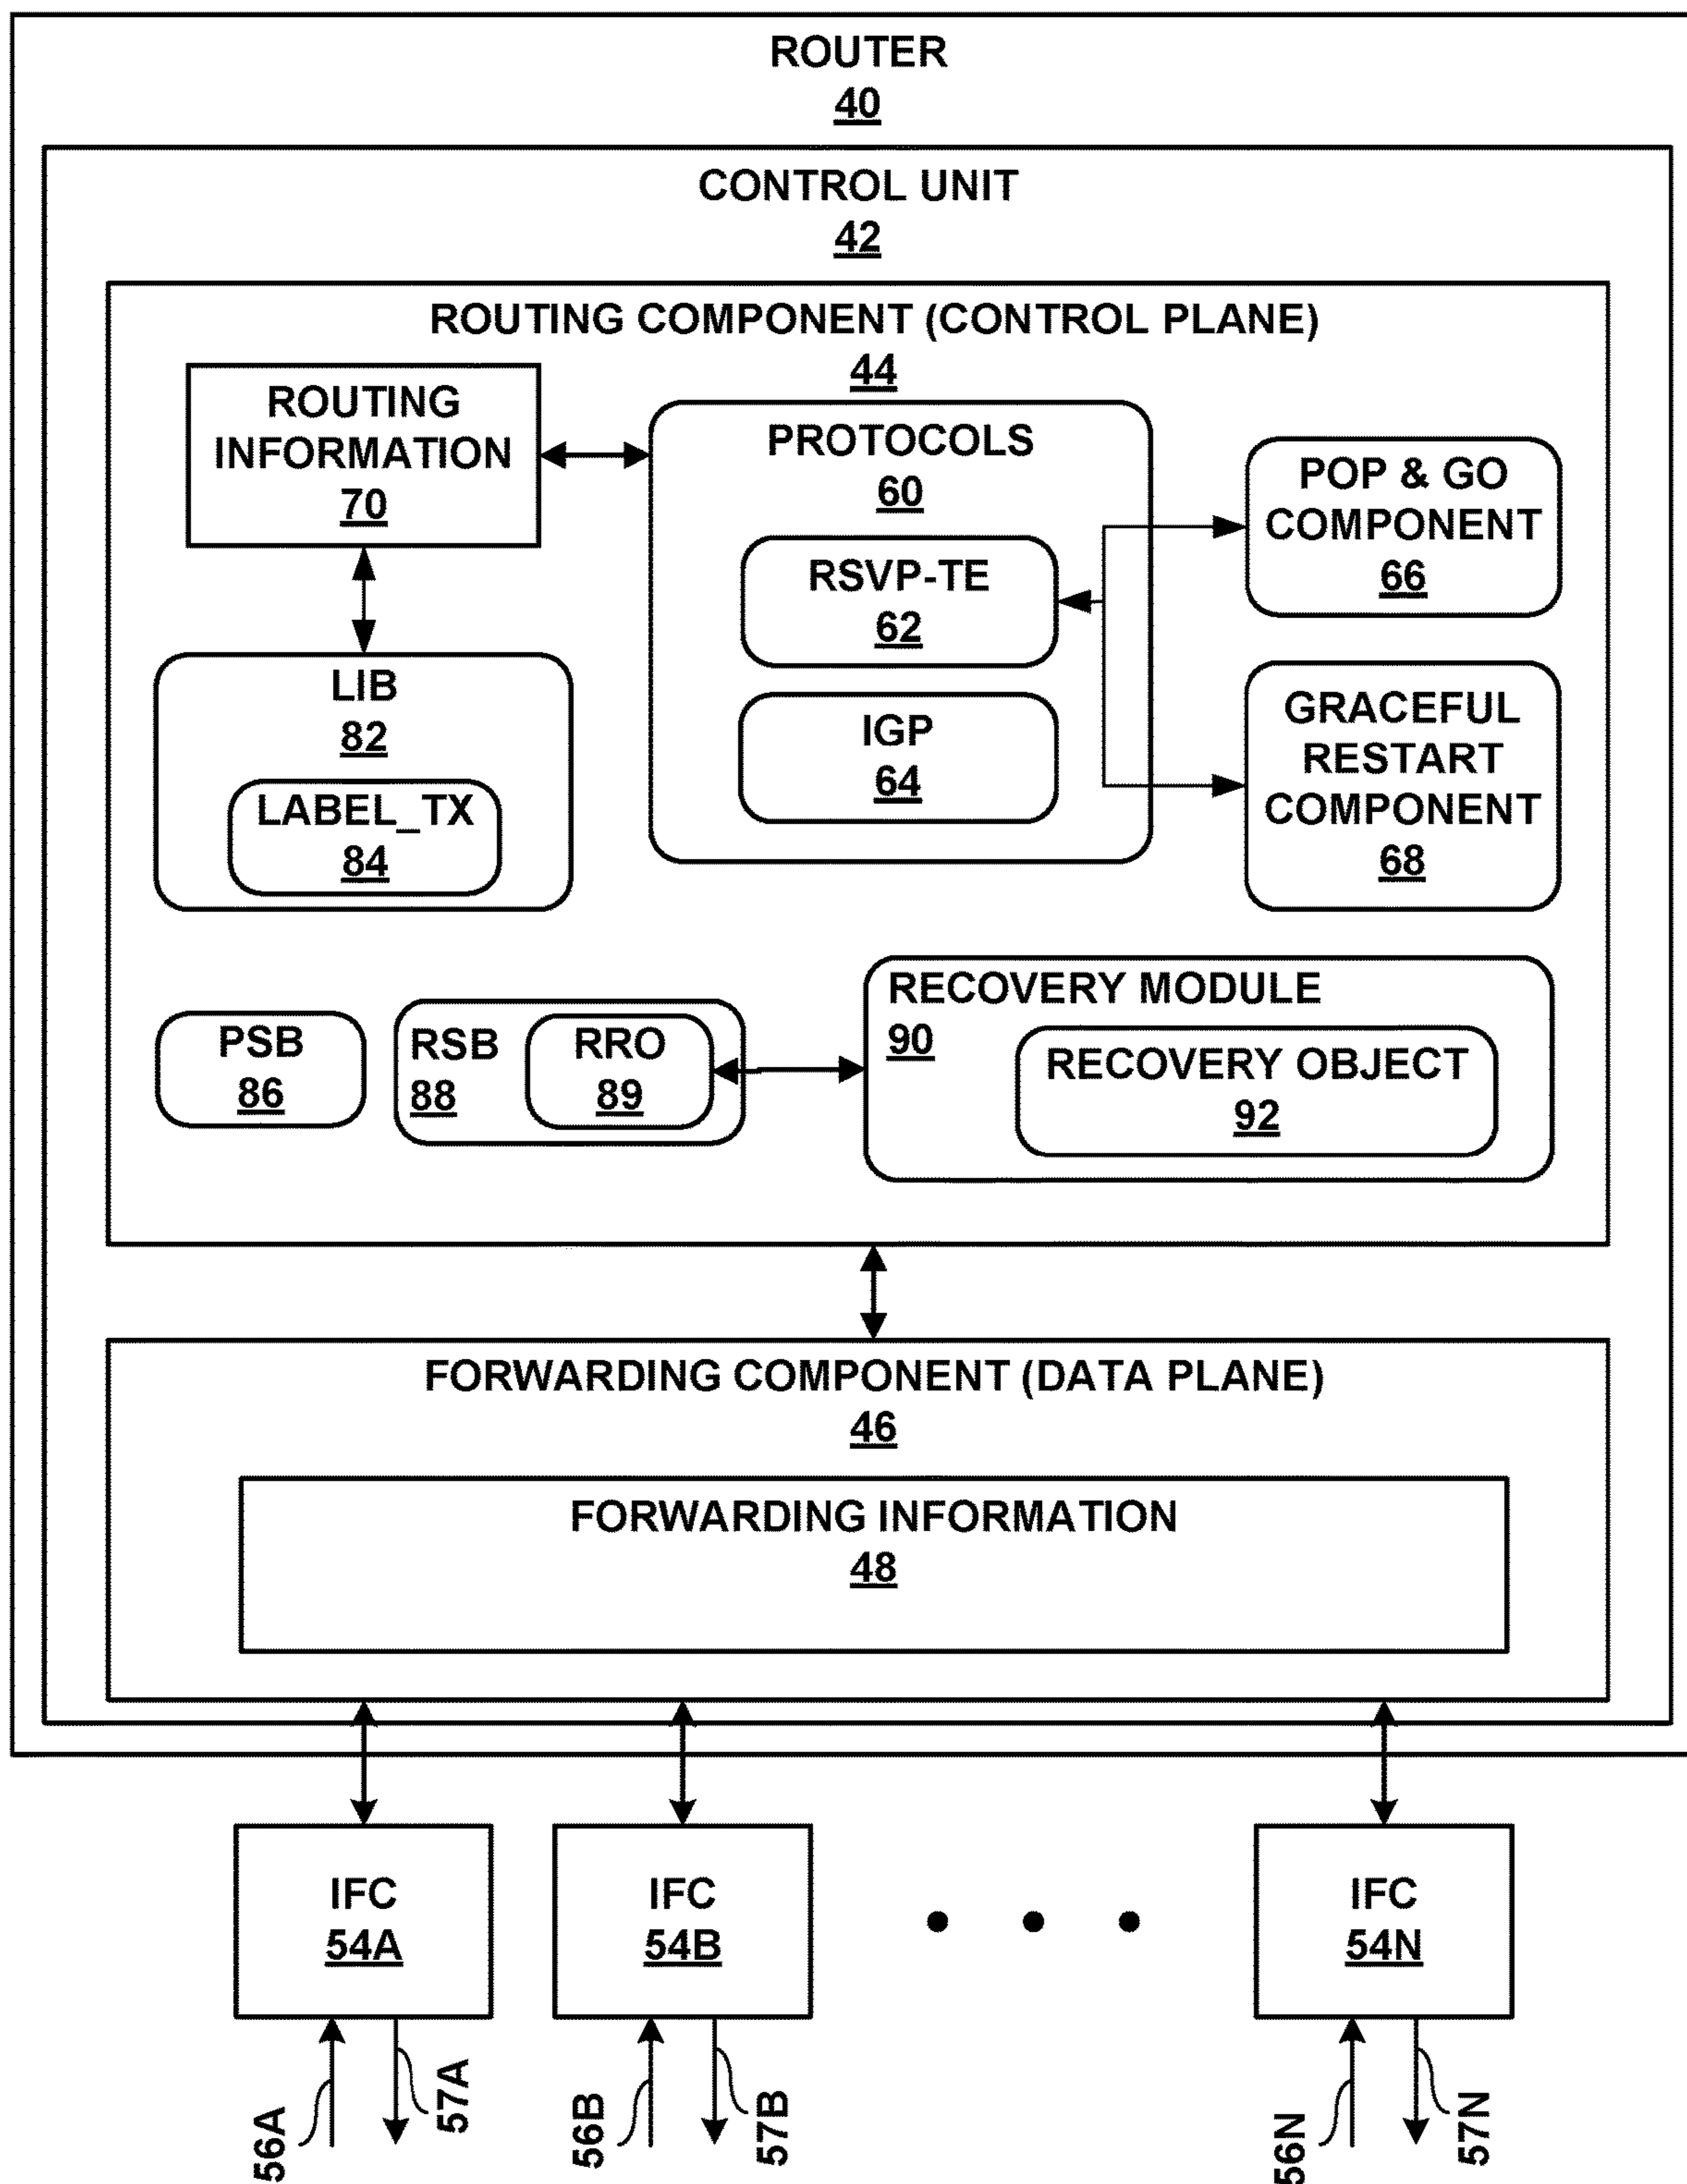 ROUTER
40
CONTROL UNIT
42
ROUTING COMPONENT (CONTROL PLANE)
44
ROUTING
INFORMATION
70
PROTOCOLS
60
RSVP-TE
62
IGP
64
POP & GO
COMPONENT
66
GRACEFUL
RESTART
COMPONENT
68
LIB
82
LABEL_TX
84
PSB
86
RSB
88
RRO
89
RECOVERY MODULE
90
RECOVERY OBJECT
92
FORWARDING COMPONENT (DATA PLANE)
46
FORWARDING INFORMATION
48
IFC
54A
IFC
54B
IFC
54N
56A
57A
56B
57B
56N
57N